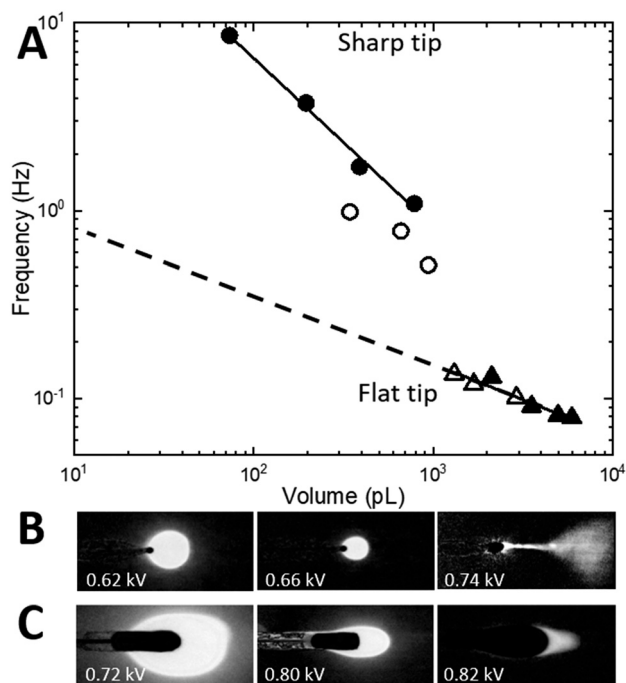 A
10¹
Sharp tip
10⁰
Frequency (Hz)
Flat tip
10⁻¹
10¹ 10² 10³ 10⁴
Volume (pL)
B
0.62 kV 0.66 kV 0.74 kV
C
0.72 kV 0.80 kV 0.82 kV